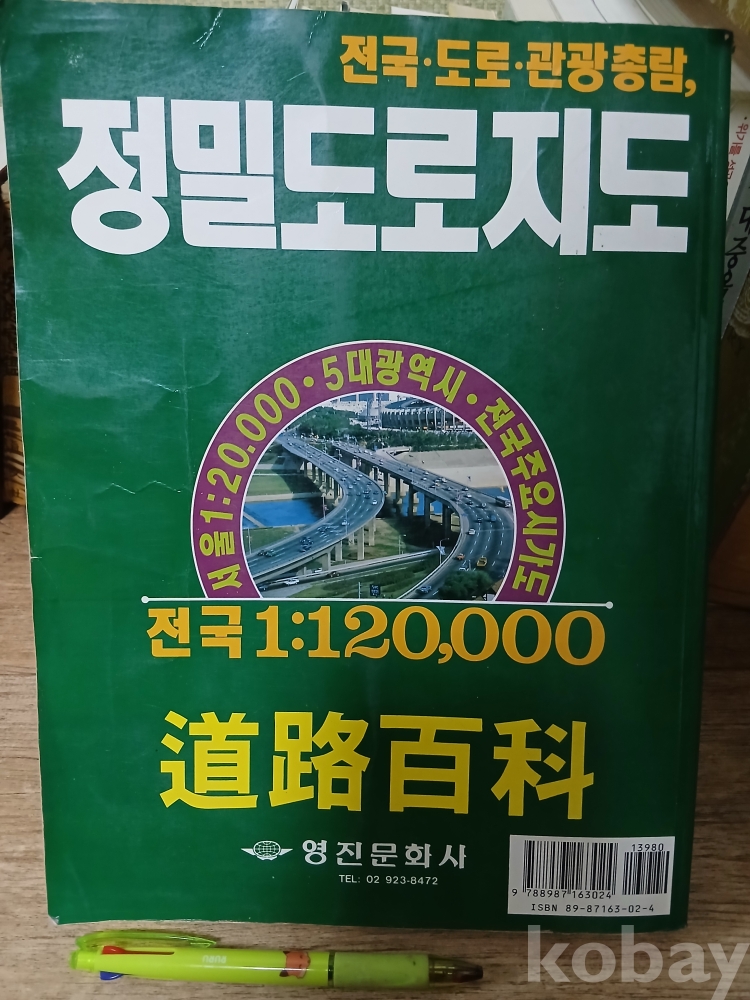 전국·도로·관광총람,
정밀도로지도
서울1:20.000·5대광역시·전국주요시가도
전국1:120,000
道路百科
영진문화사
TEL: 02 923-8472
13980
9 788987 163024
ISBN 89-87163-02-4
kobay